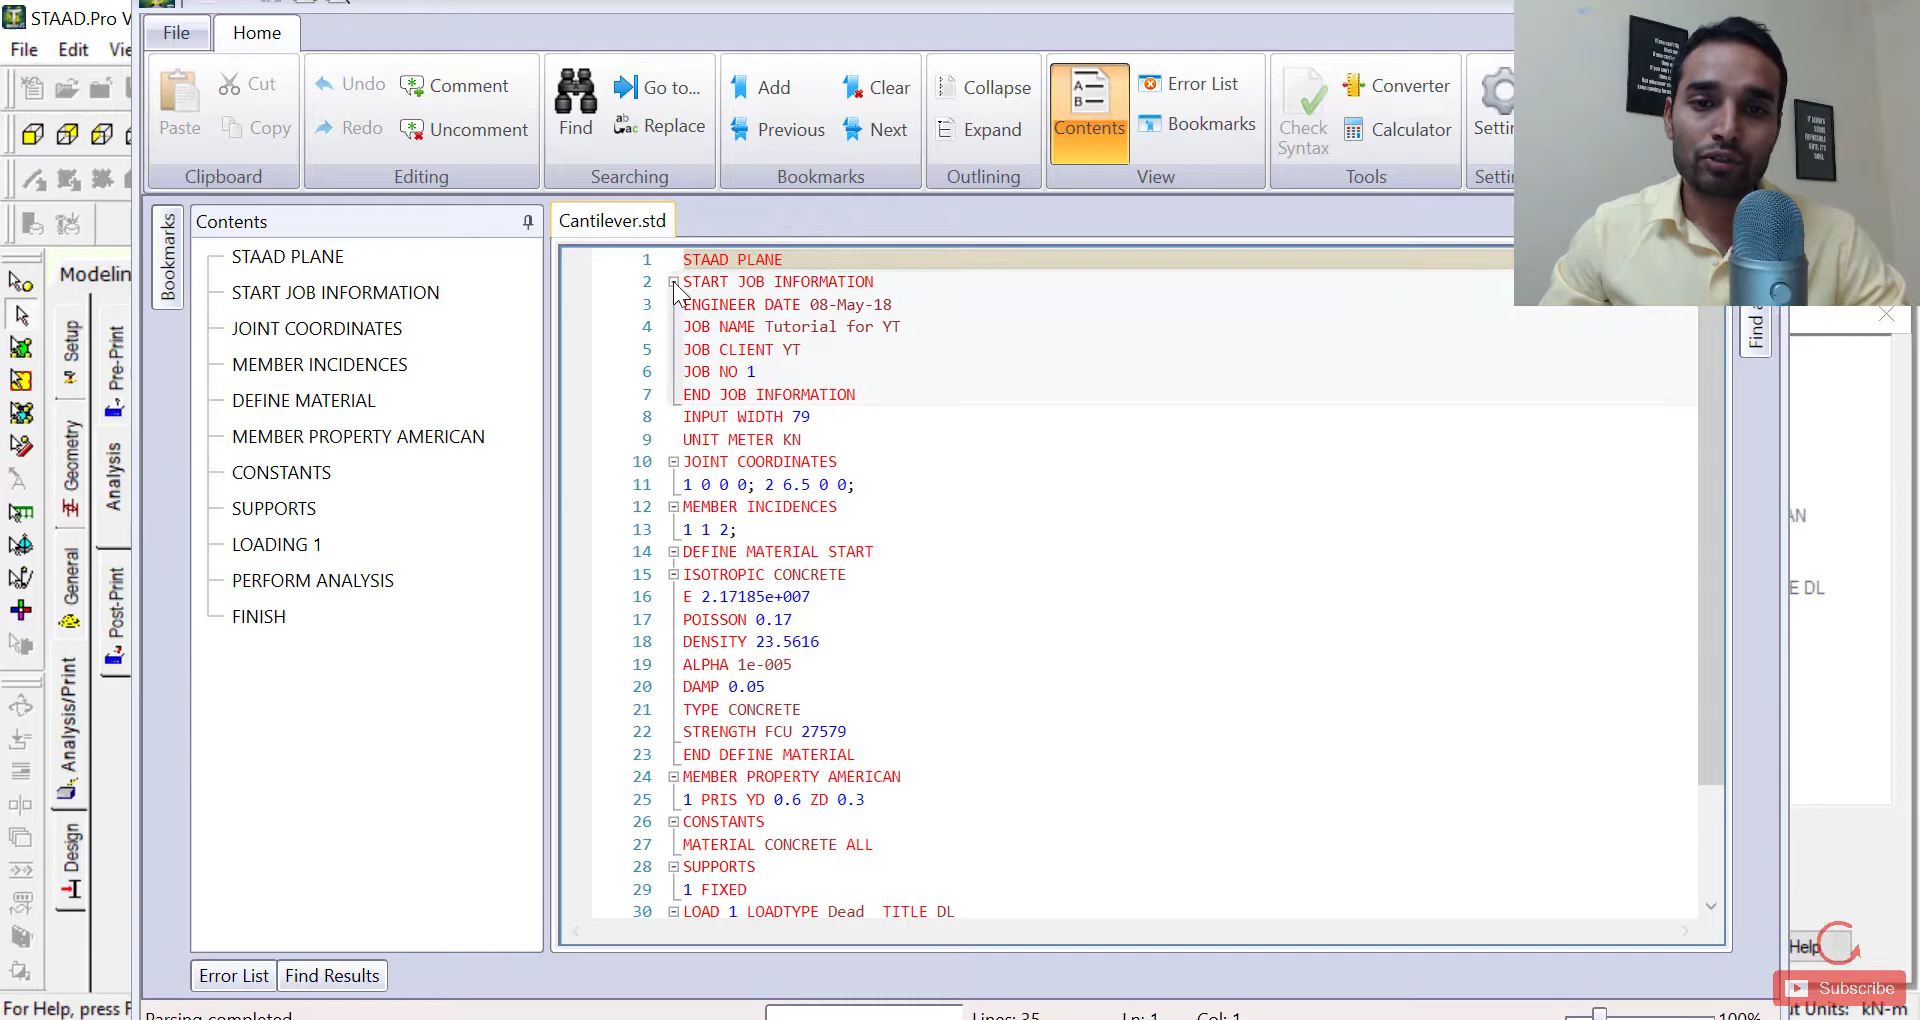 STAAD.Pro V
File Edit Vie
File Home
Paste Cut Copy
Clipboard
Undo Redo Comment Uncomment
Editing
Find Go to... Replace
Searching
Add Clear
Previous Next
Bookmarks
Collapse
Expand
Outlining
Contents Error List
Bookmarks
View
Check Syntax Converter
Calculator
Tools
Settin
Settin
Modelin
Setup
Geometry
General
Analysis/Print
Design
Pre-Print
Analysis
Post-Print
Bookmarks
Contents
STAAD PLANE
START JOB INFORMATION
JOINT COORDINATES
MEMBER INCIDENCES
DEFINE MATERIAL
MEMBER PROPERTY AMERICAN
CONSTANTS
SUPPORTS
LOADING 1
PERFORM ANALYSIS
FINISH
Cantilever.std
1 STAAD PLANE
2 START JOB INFORMATION
3 ENGINEER DATE 08-May-18
4 JOB NAME Tutorial for YT
5 JOB CLIENT YT
6 JOB NO 1
7 END JOB INFORMATION
8 INPUT WIDTH 79
9 UNIT METER KN
10 JOINT COORDINATES
11 1 0 0 0; 2 6.5 0 0;
12 MEMBER INCIDENCES
13 1 1 2;
14 DEFINE MATERIAL START
15 ISOTROPIC CONCRETE
16 E 2.17185e+007
17 POISSON 0.17
18 DENSITY 23.5616
19 ALPHA 1e-005
20 DAMP 0.05
21 TYPE CONCRETE
22 STRENGTH FCU 27579
23 END DEFINE MATERIAL
24 MEMBER PROPERTY AMERICAN
25 1 PRIS YD 0.6 ZD 0.3
26 CONSTANTS
27 MATERIAL CONCRETE ALL
28 SUPPORTS
29 1 FIXED
30 LOAD 1 LOADTYPE Dead TITLE DL
Find a
AN
E DL
Help
Subscribe
Error List Find Results
For Help, press F
Parsing completed
Lines: 35 Ln: 1 Col: 1 100%
ut Units: kN-m